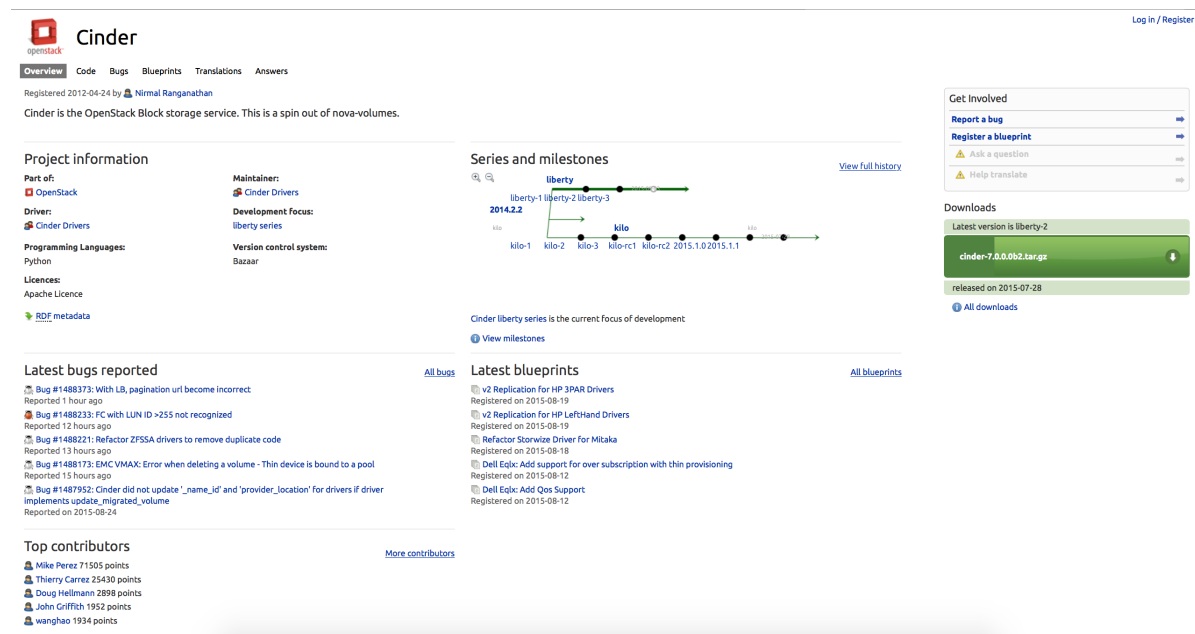 Log in / Register
openstack
Cinder
Overview Code Bugs Blueprints Translations Answers
Registered 2012-04-24 by Nirmal Ranganathan
Cinder is the OpenStack Block storage service. This is a spin out of nova-volumes.
Project information
Part of:
OpenStack
Maintainer:
Cinder Drivers
Driver:
Cinder Drivers
Development focus:
liberty series
Programming Languages:
Python
Version control system:
Bazaar
Licences:
Apache Licence
RDF metadata
Series and milestones
View full history
liberty
liberty-1 liberty-2 liberty-3
2014.2.2
kilo
kilo
kilo
kilo-1 kilo-2 kilo-3 kilo-rc1 kilo-rc2 2015.1.0 2015.1.1
Cinder liberty series is the current focus of development
View milestones
Get Involved
Report a bug
Register a blueprint
Ask a question
Help translate
Downloads
Latest version is liberty-2
cinder-7.0.0.0b2.tar.gz
released on 2015-07-28
All downloads
Latest bugs reported
All bugs
Bug #1488373: With LB, pagination url become incorrect
Reported 1 hour ago
Bug #1488233: FC with LUN ID >255 not recognized
Reported 12 hours ago
Bug #1488221: Refactor ZFSSA drivers to remove duplicate code
Reported 13 hours ago
Bug #1488173: EMC VMAX: Error when deleting a volume - Thin device is bound to a pool
Reported 15 hours ago
Bug #1487952: Cinder did not update '_name_id' and 'provider_location' for drivers if driver
implements update_migrated_volume
Reported on 2015-08-24
Latest blueprints
All blueprints
v2 Replication for HP 3PAR Drivers
Registered on 2015-08-19
v2 Replication for HP LeftHand Drivers
Registered on 2015-08-19
Refactor Storwize Driver for Mitaka
Registered on 2015-08-18
Dell Eqlx: Add support for over subscription with thin provisioning
Registered on 2015-08-12
Dell Eqlx: Add Qos Support
Registered on 2015-08-12
Top contributors
More contributors
Mike Perez 71505 points
Thierry Carrez 25430 points
Doug Hellmann 2898 points
John Griffith 1952 points
wanghao 1934 points